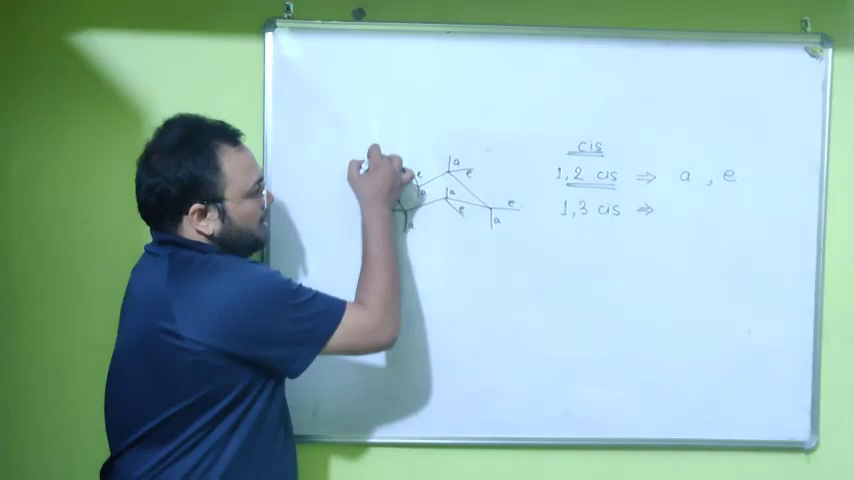 cis
1,2 cis ⇒ a , e.
1,3 cis ⇒
a
e
e
a
a
e
e.
a
a